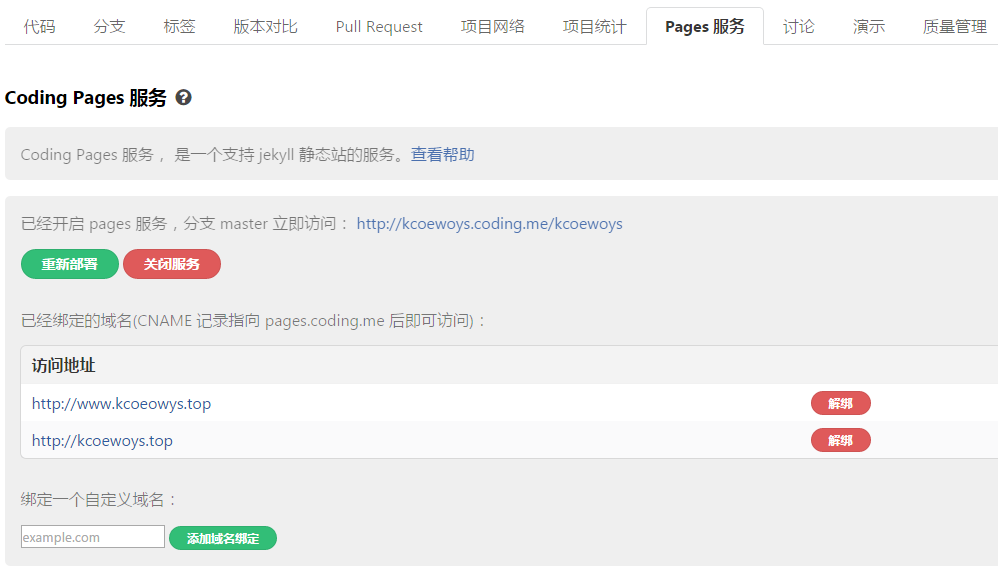 代码 分支 标签 版本对比 Pull Request 项目网络 项目统计 Pages 服务 讨论 演示 质量管理
Coding Pages 服务 ?
Coding Pages 服务 ，是一个支持 jekyll 静态站的服务。查看帮助
已经开启 pages 服务，分支 master 立即访问： http://kcoewoys.coding.me/kcoewoys
重新部署 关闭服务
已经绑定的域名(CNAME 记录指向 pages.coding.me 后即可访问)：
访问地址
http://www.kcoeowys.top 解绑
http://kcoewoys.top 解绑
绑定一个自定义域名：
example.com 添加域名绑定